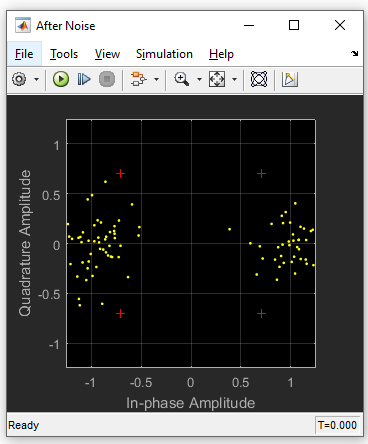 After Noise
File Tools View Simulation Help
1
0.5
0
-0.5
-1
Quadrature Amplitude
-1 -0.5 0 0.5 1
In-phase Amplitude
Ready T=0.000